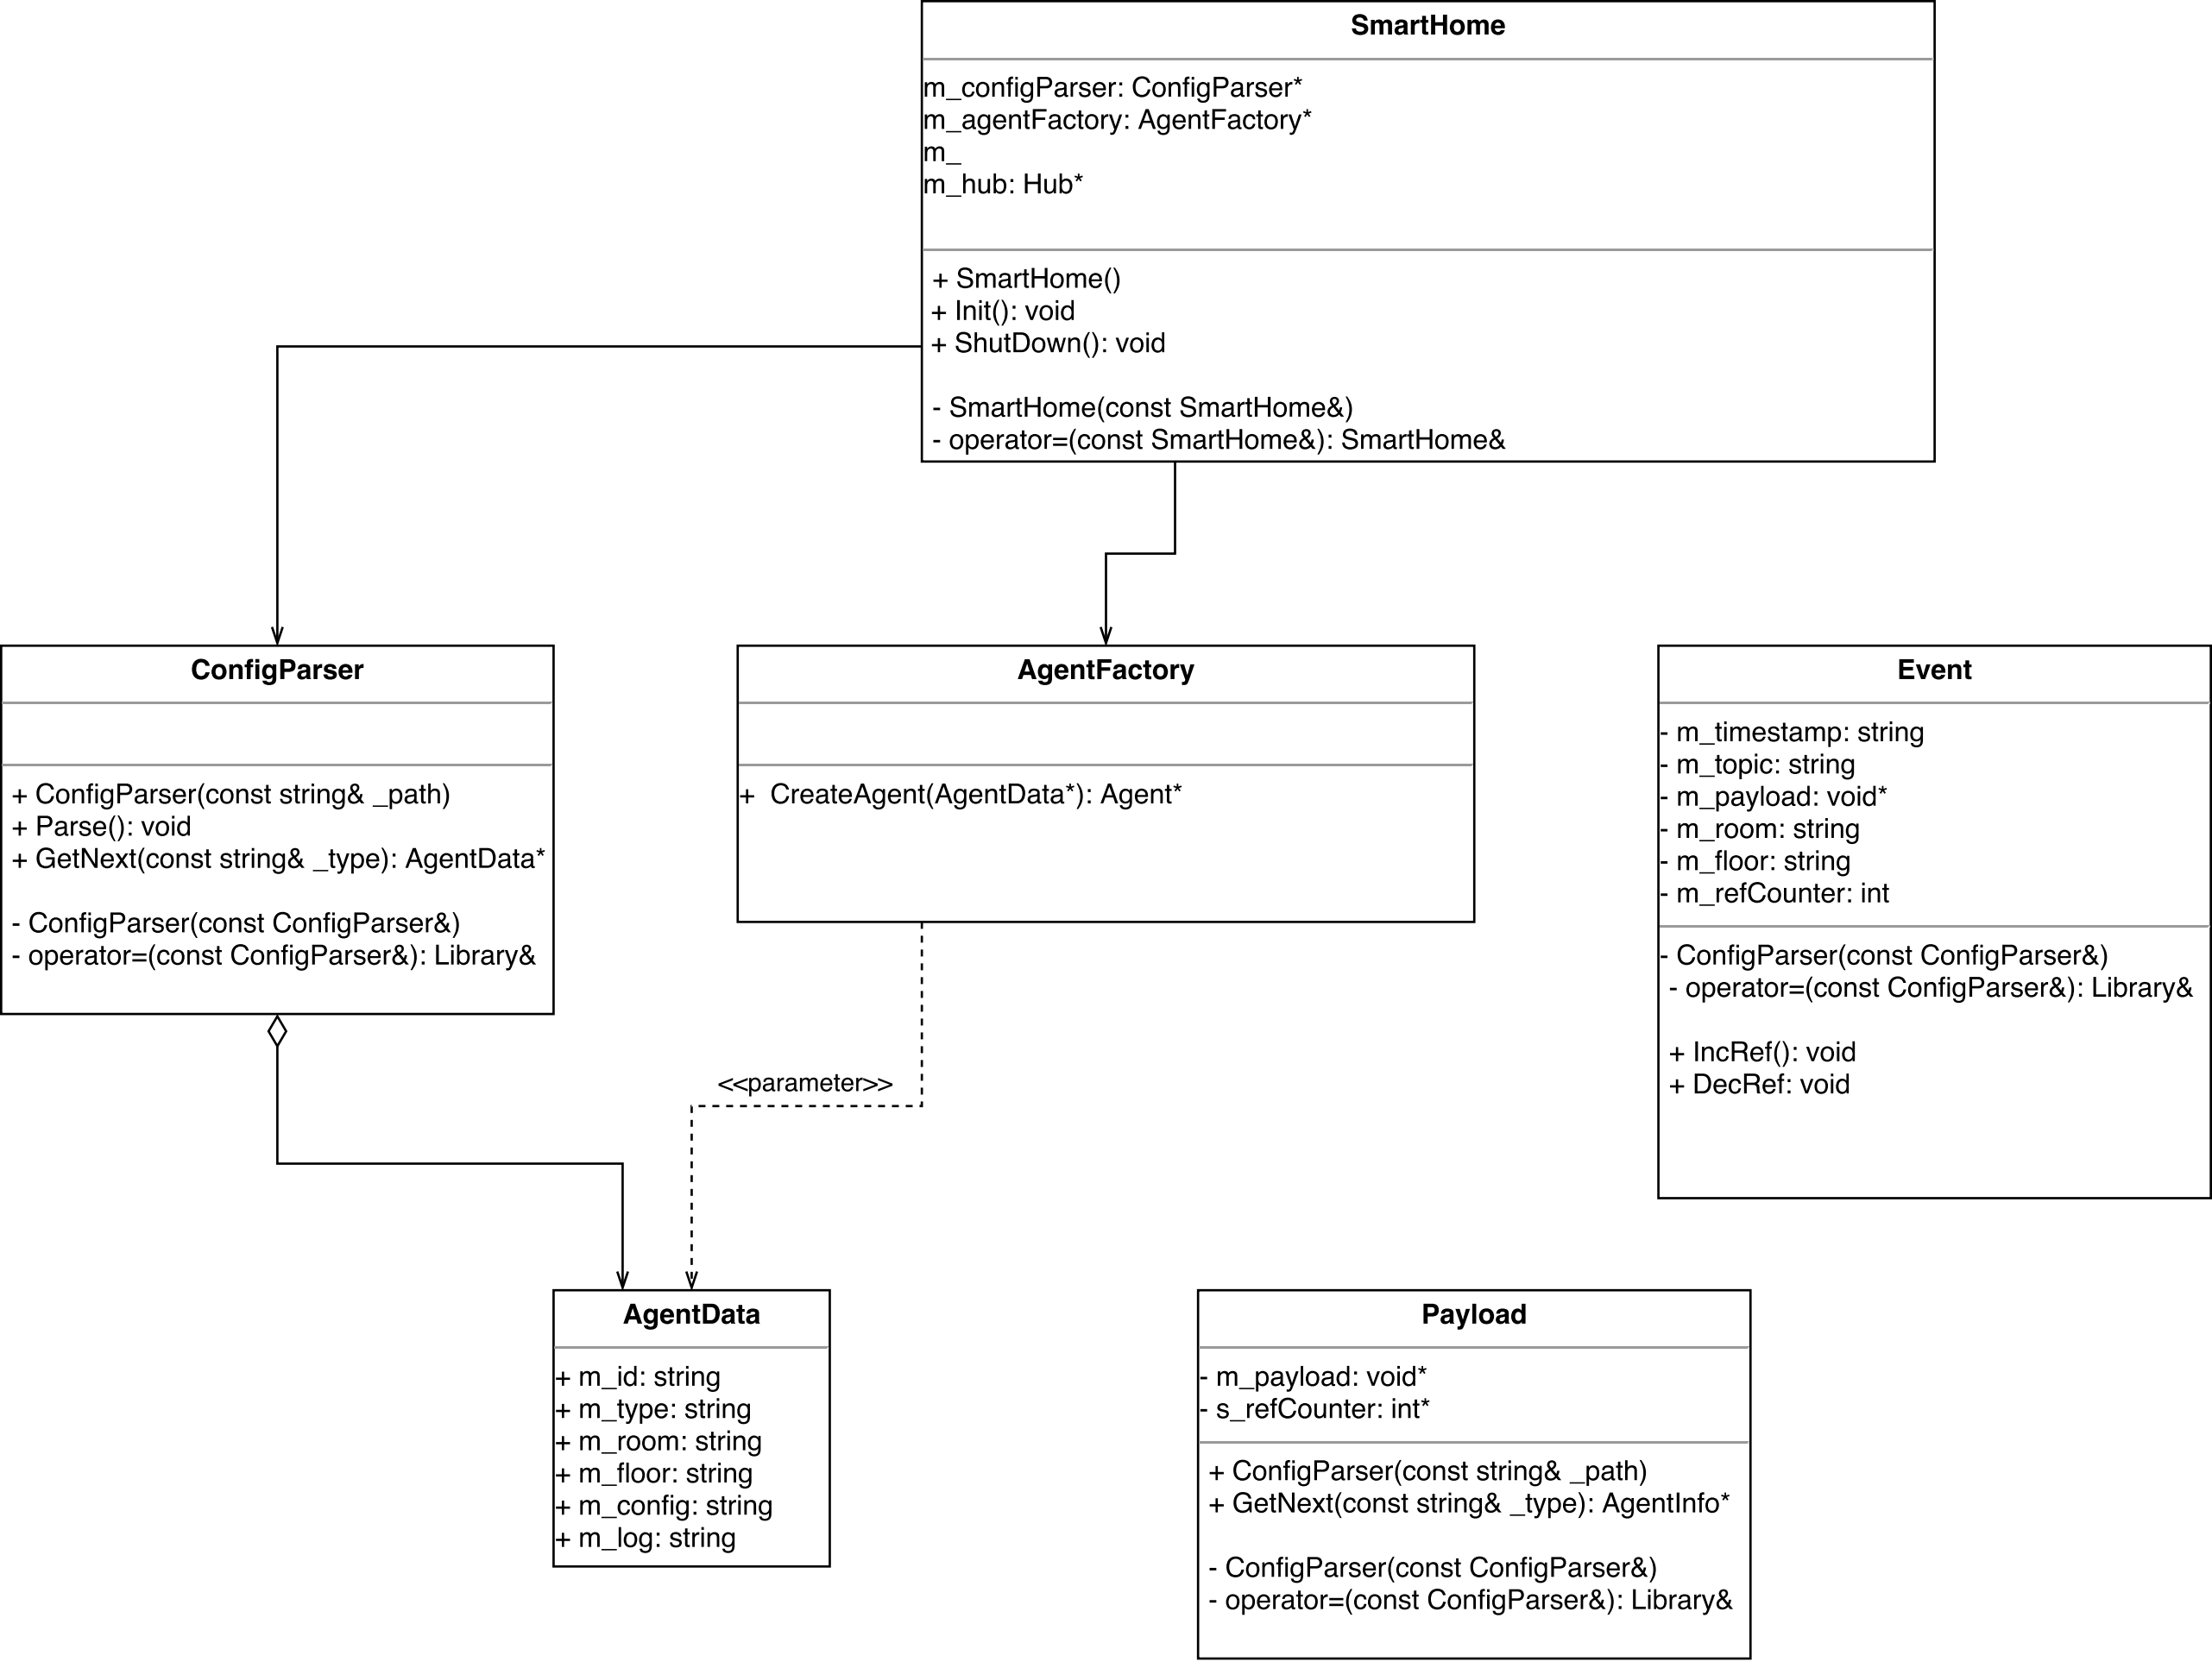 SmartHome
m_configParser: ConfigParser*
m_agentFactory: AgentFactory*
m_
m_hub: Hub*
+ SmartHome()
+ Init(): void
+ ShutDown(): void
- SmartHome(const SmartHome&)
- operator=(const SmartHome&): SmartHome&
ConfigParser
+ ConfigParser(const string& _path)
+ Parse(): void
+ GetNext(const string& _type): AgentData*
- ConfigParser(const ConfigParser&)
- operator=(const ConfigParser&): Library&
AgentFactory
+  CreateAgent(AgentData*): Agent*
Event
- m_timestamp: string
- m_topic: string
- m_payload: void*
- m_room: string
- m_floor: string
- m_refCounter: int
- ConfigParser(const ConfigParser&)
- operator=(const ConfigParser&): Library&
+ IncRef(): void
+ DecRef: void
<<parameter>>
AgentData
+ m_id: string
+ m_type: string
+ m_room: string
+ m_floor: string
+ m_config: string
+ m_log: string
Payload
- m_payload: void*
- s_refCounter: int*
+ ConfigParser(const string& _path)
+ GetNext(const string& _type): AgentInfo*
- ConfigParser(const ConfigParser&)
- operator=(const ConfigParser&): Library&